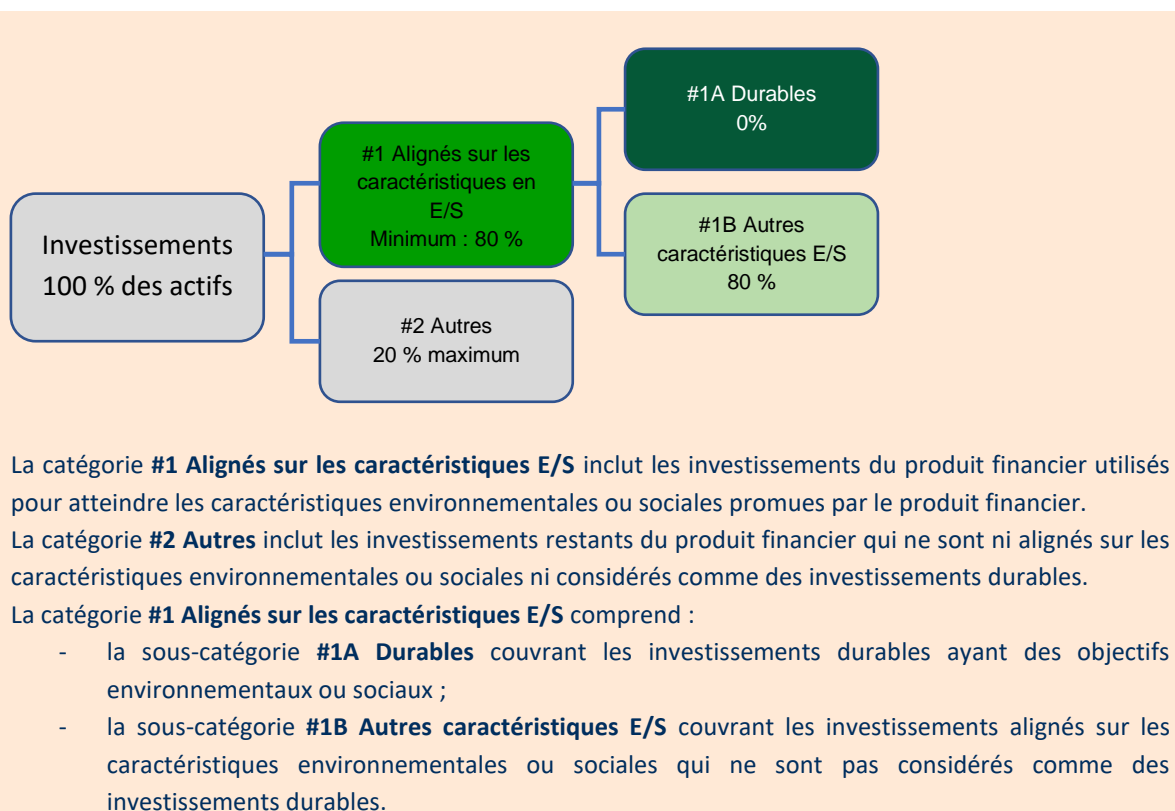 #1A Durables
0%
#1 Alignés sur les
caractéristiques en
E/S
Minimum : 80 %
#1B Autres
caractéristiques E/S
80 %
Investissements
100 % des actifs
#2 Autres
20 % maximum
La catégorie #1 Alignés sur les caractéristiques E/S inclut les investissements du produit financier utilisés
pour atteindre les caractéristiques environnementales ou sociales promues par le produit financier.
La catégorie #2 Autres inclut les investissements restants du produit financier qui ne sont ni alignés sur les
caractéristiques environnementales ou sociales ni considérés comme des investissements durables.
La catégorie #1 Alignés sur les caractéristiques E/S comprend :
- la sous-catégorie #1A Durables couvrant les investissements durables ayant des objectifs
environnementaux ou sociaux ;
- la sous-catégorie #1B Autres caractéristiques E/S couvrant les investissements alignés sur les
caractéristiques environnementales ou sociales qui ne sont pas considérés comme des
investissements durables.